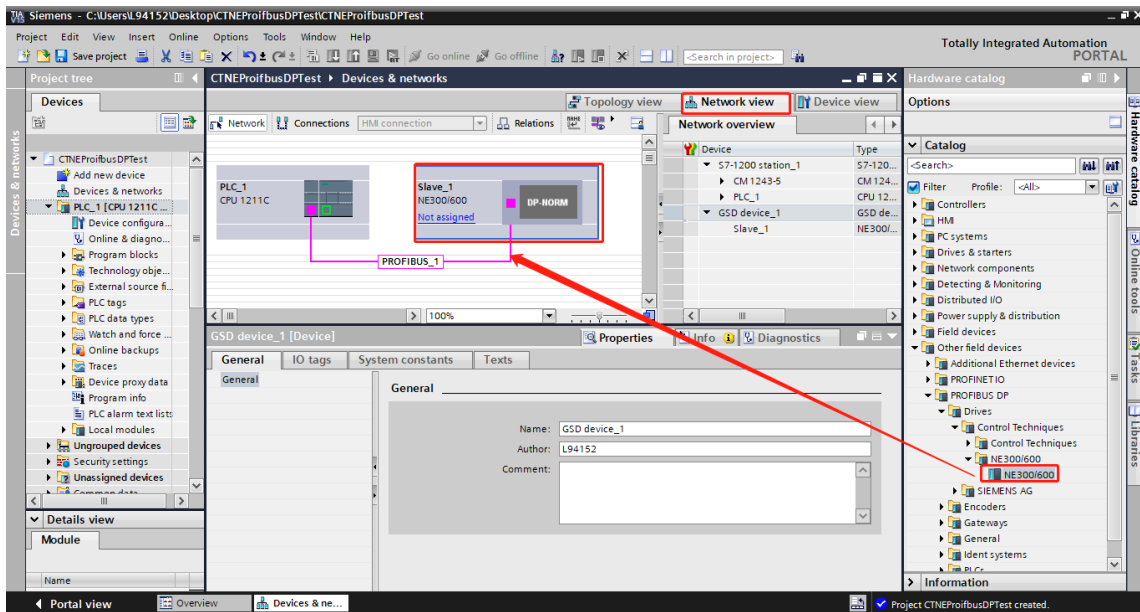 Siemens - C:\Users\L94152\Desktop\CTNEProifbusDPTest\CTNEProifbusDPTest
Project Edit View Insert Online Options Tools Window Help
Save project Go online Go offline <Search in project>
Totally Integrated Automation
PORTAL
Project tree
Devices
Devices & networks
CTNEProifbusDPTest
Add new device
Devices & networks
PLC_1 [CPU 1211C ...
Device configura...
Online & diagno...
Program blocks
Technology obje...
External source fi...
PLC tags
PLC data types
Watch and force ...
Online backups
Traces
Device proxy data
Program info
PLC alarm text lists
Local modules
Ungrouped devices
Security settings
Unassigned devices
Common data
Details view
Module
Name
CTNEProifbusDPTest Devices & networks
Topology view Network view Device view
Network Connections HMI connection Relations
PLC_1
CPU 1211C
Slave_1
NE300/600
Not assigned
DP-NORM
PROFIBUS_1
100%
Network overview
Device Type
S7-1200 station_1 S7-120...
CM 1243-5 CM 124...
PLC_1 CPU 12...
GSD device_1 GSD de...
Slave_1 NE300/...
GSD device_1 [Device]
Properties Info Diagnostics
General IO tags System constants Texts
General
General
Name: GSD device_1
Author: L94152
Comment:
Hardware catalog
Options
Catalog
<Search>
Filter Profile: <All>
Controllers
HMI
PC systems
Drives & starters
Network components
Detecting & Monitoring
Distributed I/O
Power supply & distribution
Field devices
Other field devices
Additional Ethernet devices
PROFINET IO
PROFIBUS DP
Drives
Control Techniques
Control Techniques
NE300/600
NE300/600
SIEMENS AG
Encoders
Gateways
General
Ident systems
PLCs
Information
Hardware catalog
Online tools
Tasks
Libraries
Portal view Overview Devices & ne...
Project CTNEProifbusDPTest created.